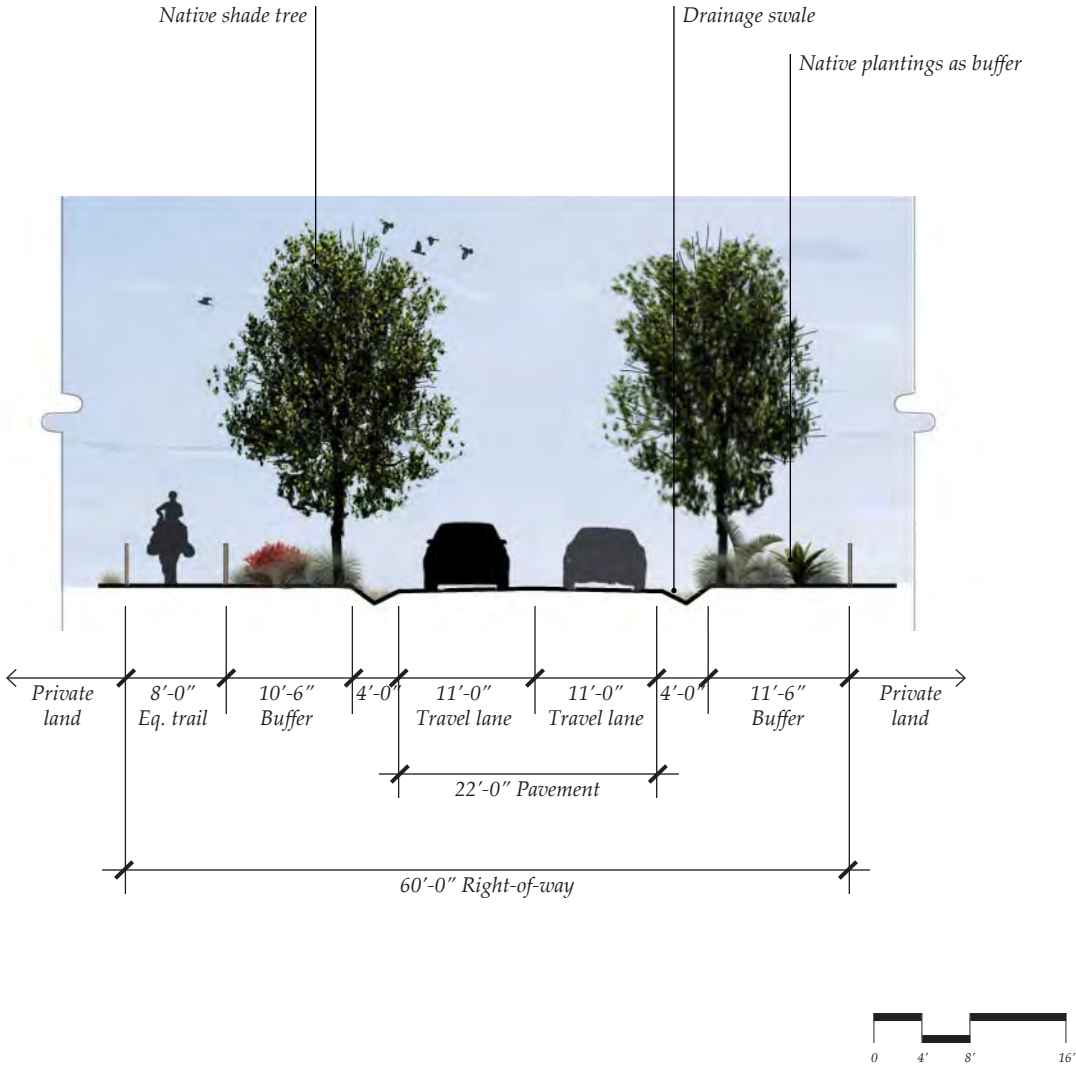 Native shade tree
Drainage swale
Native plantings as buffer
Private land
8'-0"
Eq. trail
10'-6"
Buffer
4'-0"
11'-0"
Travel lane
11'-0"
Travel lane
4'-0"
11'-6"
Buffer
Private land
22'-0" Pavement
60'-0" Right-of-way
0 4' 8' 16'